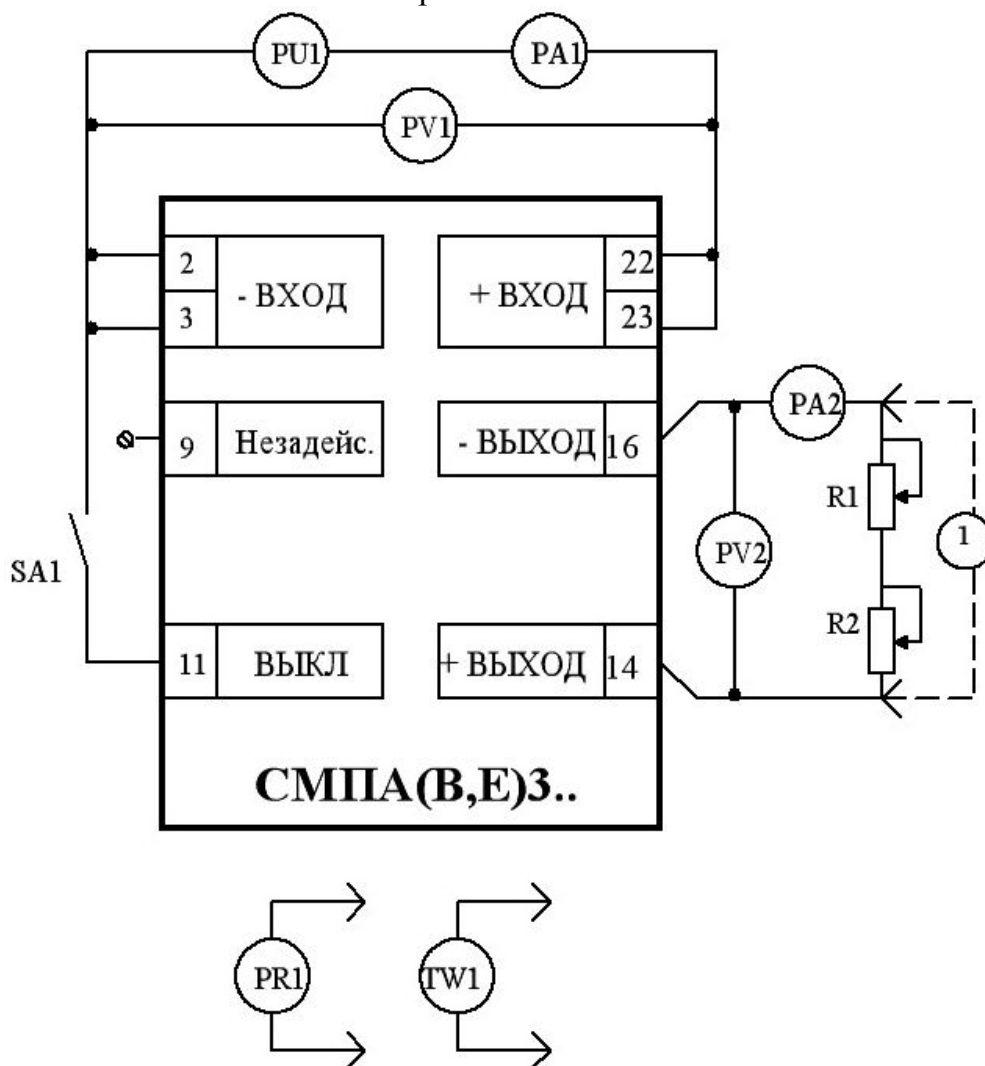 PU1 PA1
PV1
2 - ВХОД + ВХОД 22
3 23
9 Незадейс. - ВЫХОД 16
PA2
R1
PV2 1
SA1
R2
11 ВЫКЛ + ВЫХОД 14
СМПА(В,Е)3..
PR1 TW1